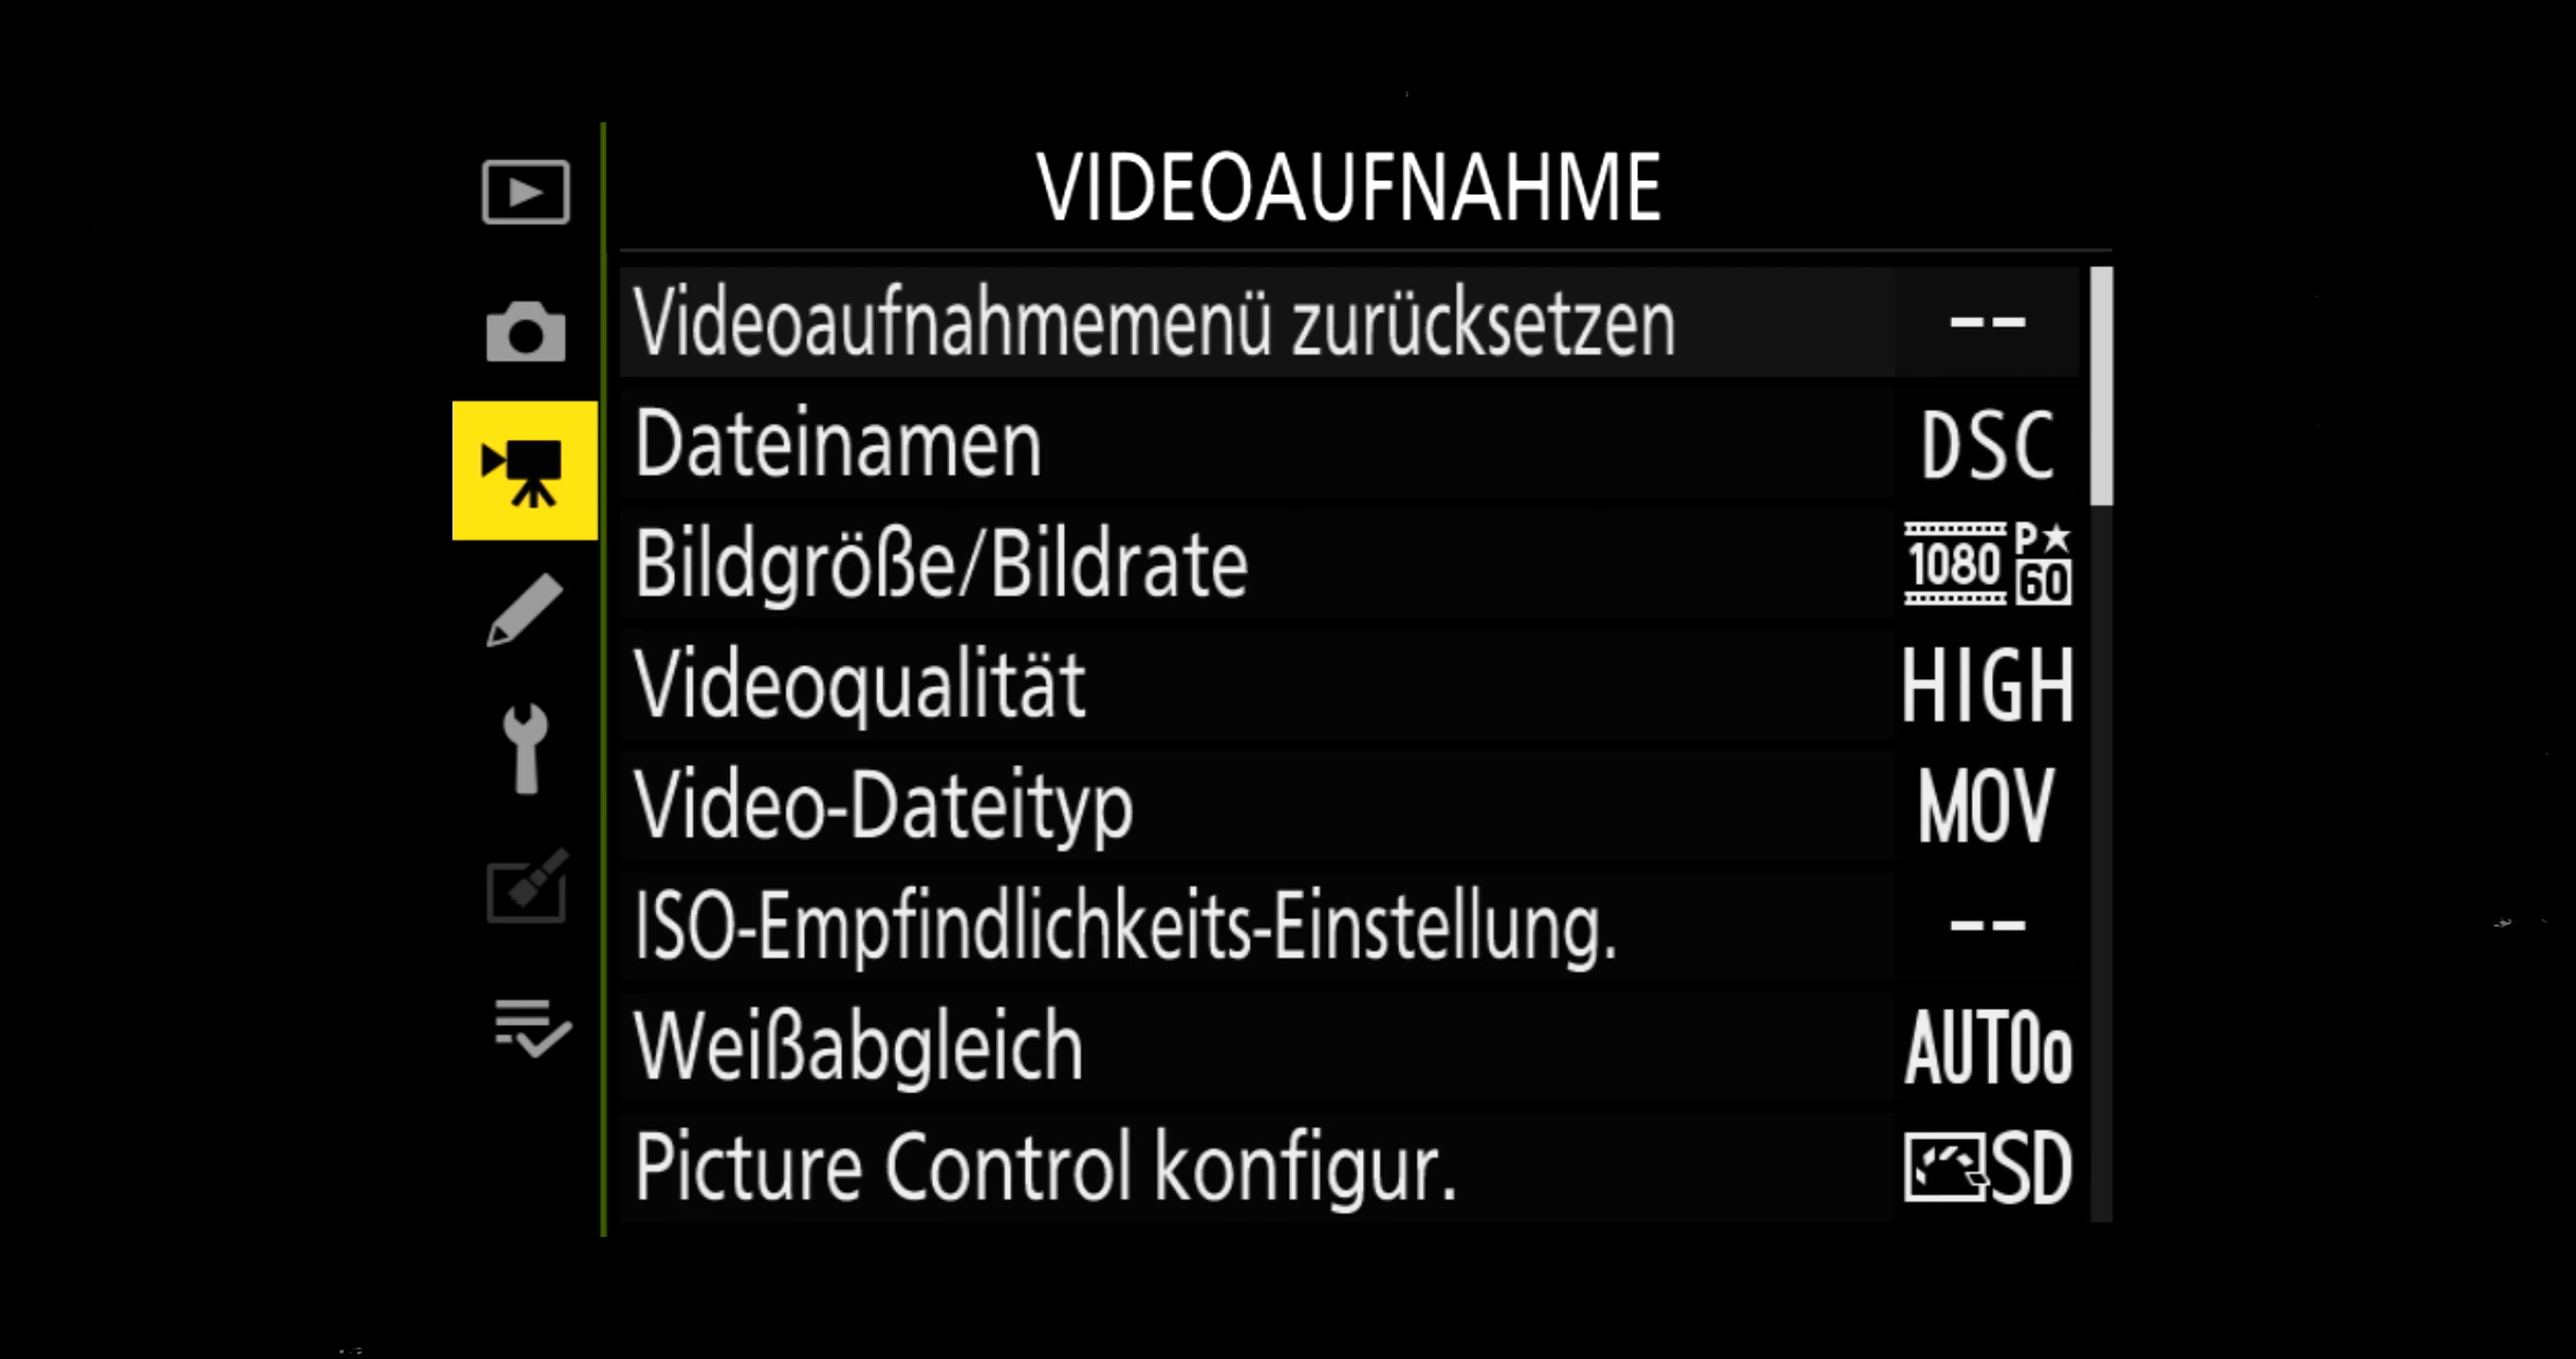 VIDEOAUFNAHME
Videoaufnahmemenü zurücksetzen --
Dateinamen DSC
Bildgröße/Bildrate 1080 P★ 60
Videoqualität HIGH
Video-Dateityp MOV
ISO-Empfindlichkeits-Einstellung. --
Weißabgleich AUTO0
Picture Control konfigur. SD